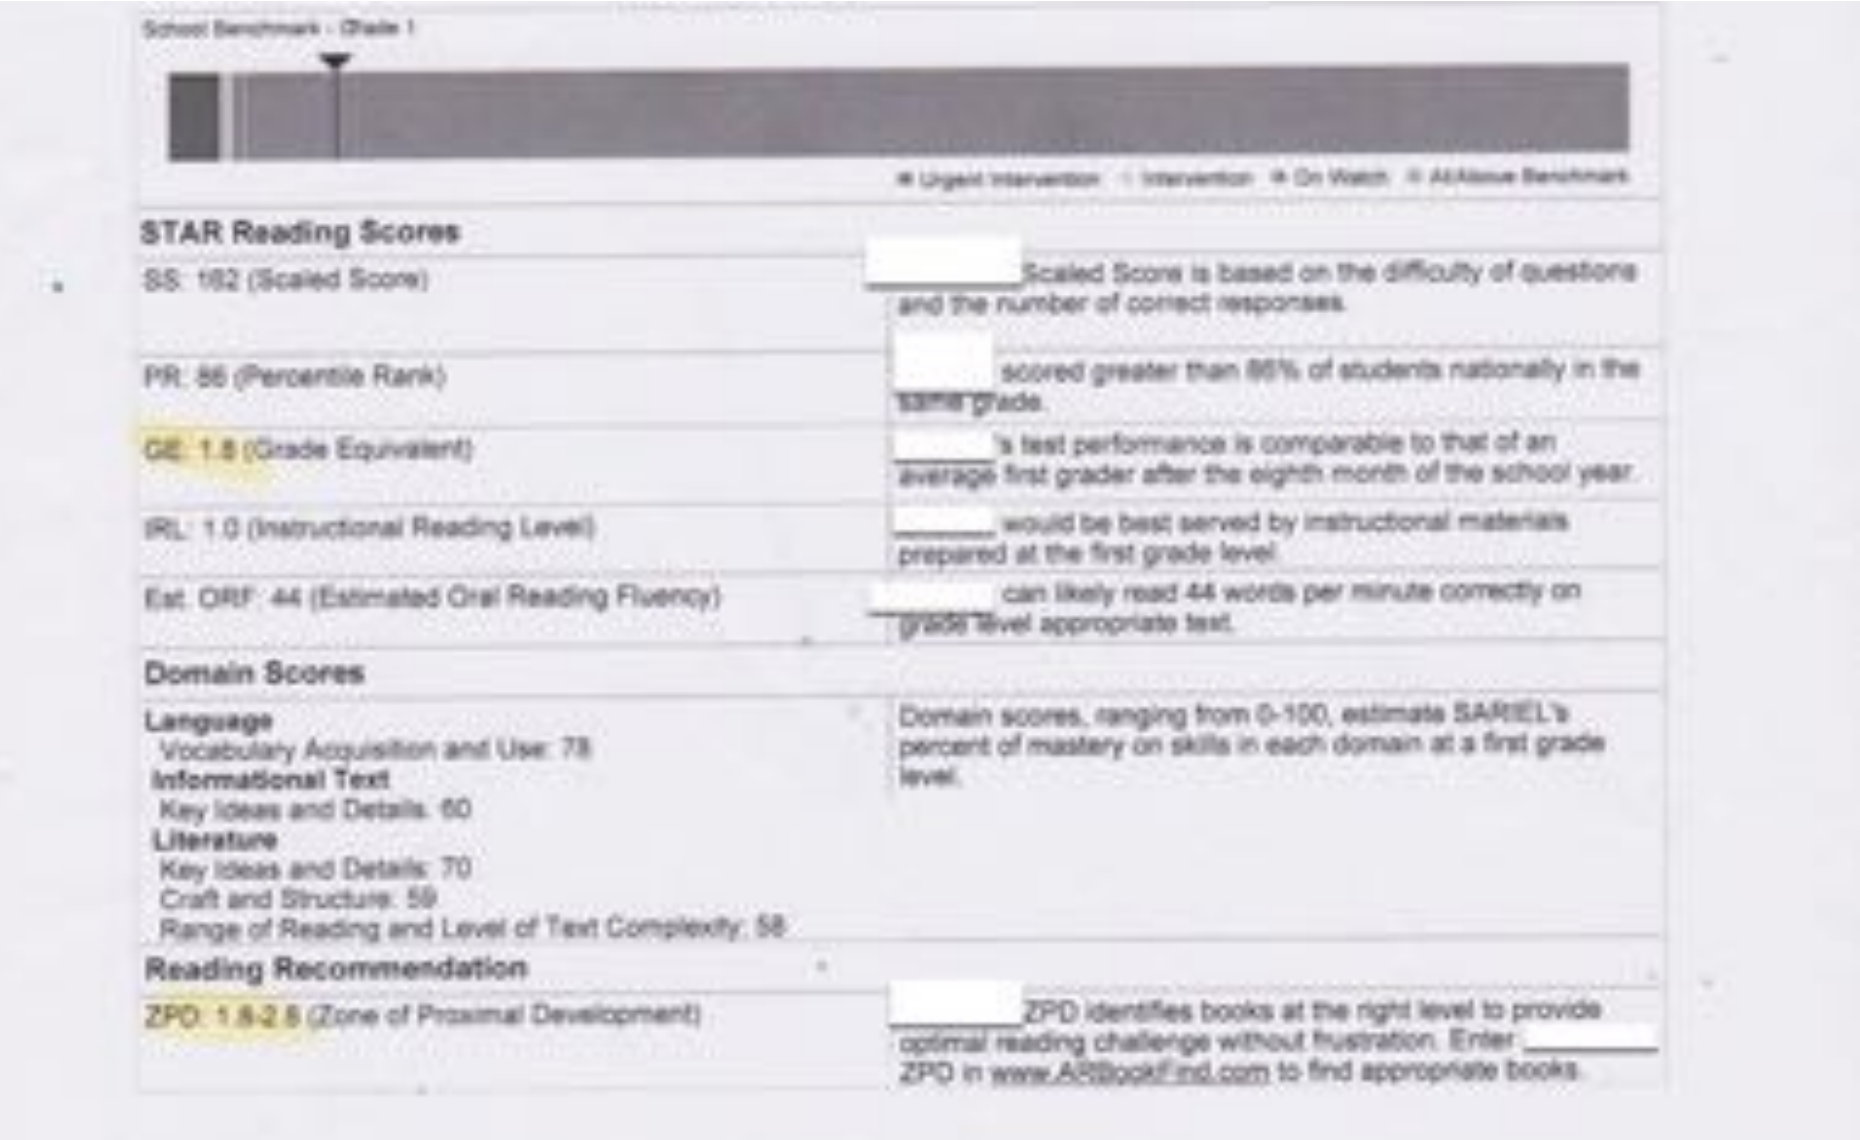 School Benchmark - Grade 1
Urgent Intervention Intervention On Watch At/Above Benchmark
STAR Reading Scores
SS: 162 (Scaled Score)
Scaled Score is based on the difficulty of questions
and the number of correct responses.
PR: 86 (Percentile Rank)
scored greater than 86% of students nationally in the
same grade.
GE: 1.8 (Grade Equivalent)
's test performance is comparable to that of an
average first grader after the eighth month of the school year.
IRL: 1.0 (Instructional Reading Level)
would be best served by instructional materials
prepared at the first grade level.
Est. ORF: 44 (Estimated Oral Reading Fluency)
can likely read 44 words per minute correctly on
grade level appropriate text.
Domain Scores
Language
Vocabulary Acquisition and Use: 78
Informational Text
Key Ideas and Details: 60
Literature
Key Ideas and Details: 70
Craft and Structure: 59
Range of Reading and Level of Text Complexity: 58
Domain scores, ranging from 0-100, estimate SARIEL's
percent of mastery on skills in each domain at a first grade
level.
Reading Recommendation
ZPD: 1.8-2.8 (Zone of Proximal Development)
ZPD identifies books at the right level to provide
optimal reading challenge without frustration. Enter
ZPD in www.ARBookFind.com to find appropriate books.